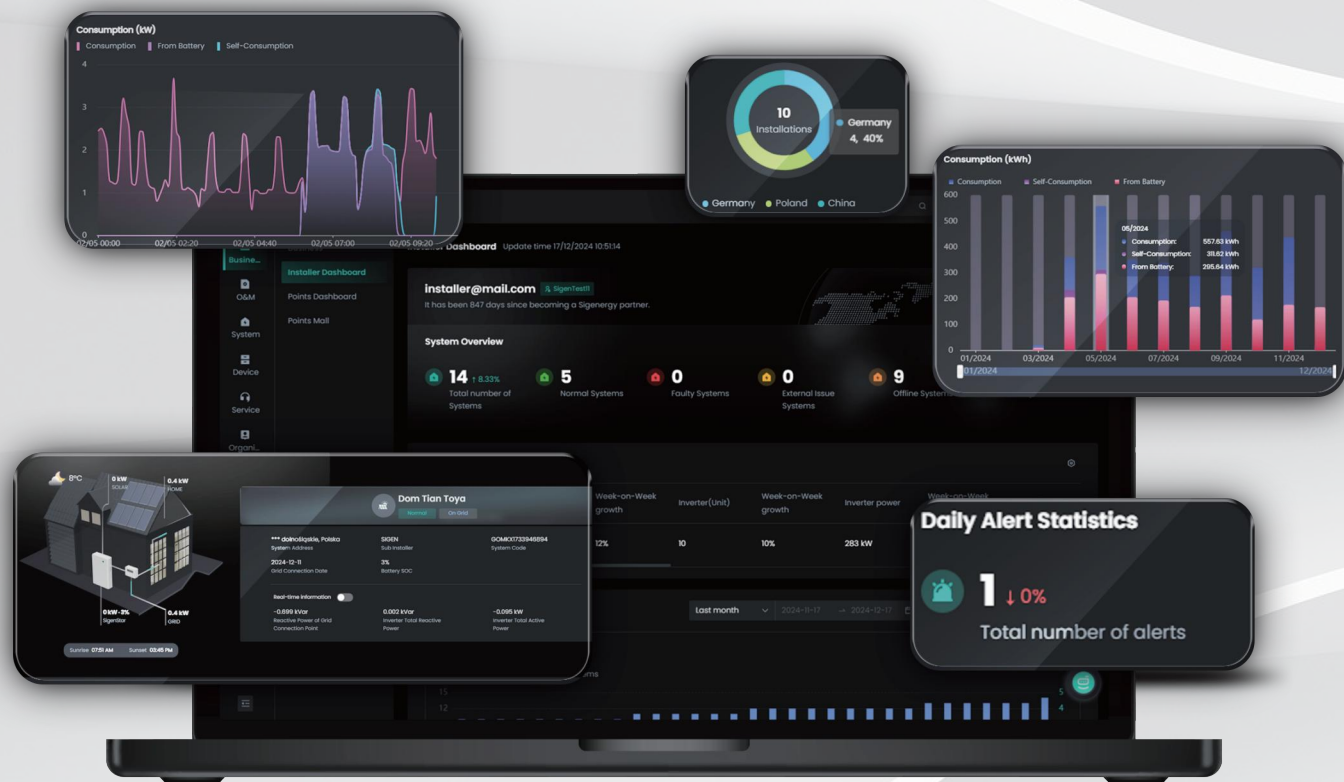 Consumption (kW)
Consumption From Battery Self-Consumption
4
3
2
1
0
02/05 00:00 02/05 02:20 02/05 04:40 02/05 07:00 02/05 09:20
10
Installations
Germany
4, 40%
Germany Poland China
Consumption (kWh)
Consumption Self-Consumption From Battery
600
500
400
300
200
100
0
05/2024
Consumption: 557.63 kWh
Self-Consumption: 311.62 kWh
From Battery: 295.64 kWh
01/2024 03/2024 05/2024 07/2024 09/2024 11/2024
01/2024 12/2024
Dashboard Update time 17/12/2024 10:51:14
Busine...
O&M
System
Device
Service
Organi...
Installer Dashboard
Points Dashboard
Points Mall
installer@mail.com SigenTest11
It has been 847 days since becoming a Sigenergy partner.
System Overview
14 ↑ 8.33%
Total number of
Systems
5
Normal Systems
0
Faulty Systems
0
External Issue
Systems
9
Offline Systems
Week-on-Week
growth
Inverter(Unit)
Week-on-Week
growth
Inverter power
Week-on-Week
12% 10 10% 283 kW
Last month 2024-11-17 → 2024-12-17
15
12
5
4
8°C
0 kW
SOLAR
0.4 kW
HOME
0 kW·3%
SigenStor
0.4 kW
GRID
Sunrise 07:51 AM Sunset 03:45 PM
Dom Tian Toya
Normal On Grid
*** dolnośląskie, Polska
System Address
SIGEN
Sub Installer
GOMIX1733946894
System Code
2024-12-11
Grid Connection Date
3%
Battery SOC
Real-time Information
-0.699 kVar
Reactive Power of Grid
Connection Point
0.002 kVar
Inverter Total Reactive
Power
-0.095 kW
Inverter Total Active
Power
Daily Alert Statistics
1 ↓ 0%
Total number of alerts